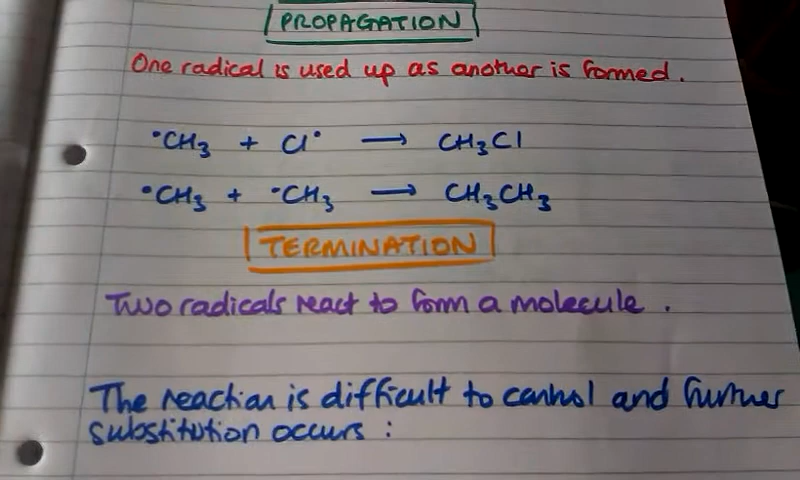 PROPAGATION
One radical is used up as another is formed.
•CH₃ + Cl• → CH₃Cl
•CH₃ + •CH₃ → CH₃CH₃
TERMINATION
Two radicals react to form a molecule.
The reaction is difficult to control and further
substitution occurs: